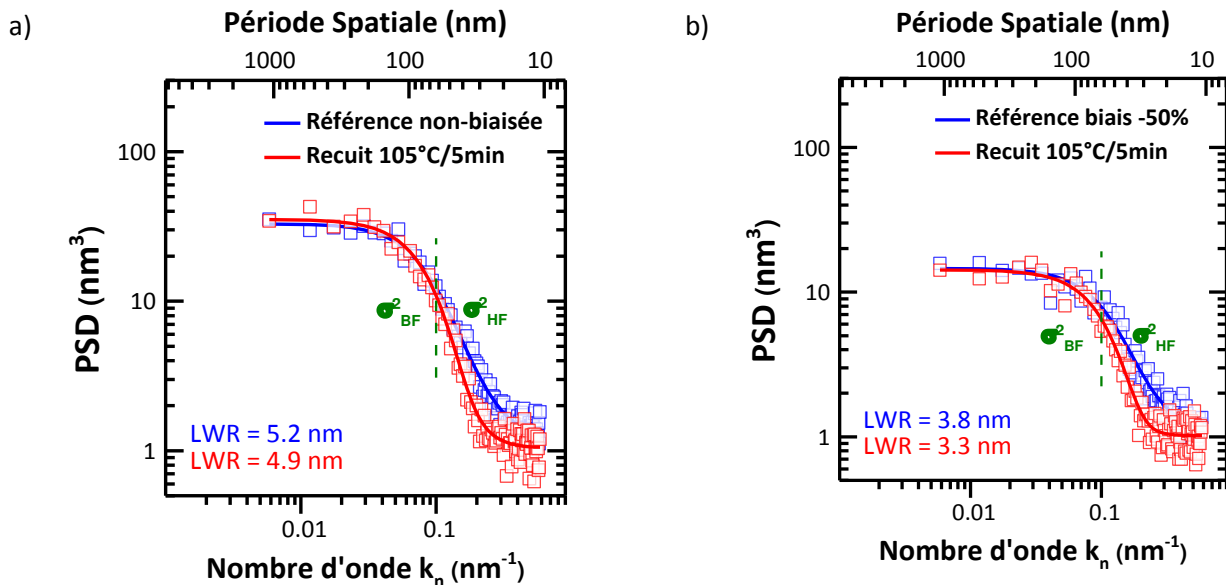 a)
Période Spatiale (nm)
1000 100 10
Référence non-biaisée
Recuit 105°C/5min
100
10
1
PSD (nm³)
σ²BF σ²HF
LWR = 5.2 nm
LWR = 4.9 nm
0.01 0.1
Nombre d'onde kn (nm⁻¹)
b)
Période Spatiale (nm)
1000 100 10
Référence biais -50%
Recuit 105°C/5min
100
10
1
PSD (nm³)
σ²BF σ²HF
LWR = 3.8 nm
LWR = 3.3 nm
0.01 0.1
Nombre d'onde kn (nm⁻¹)